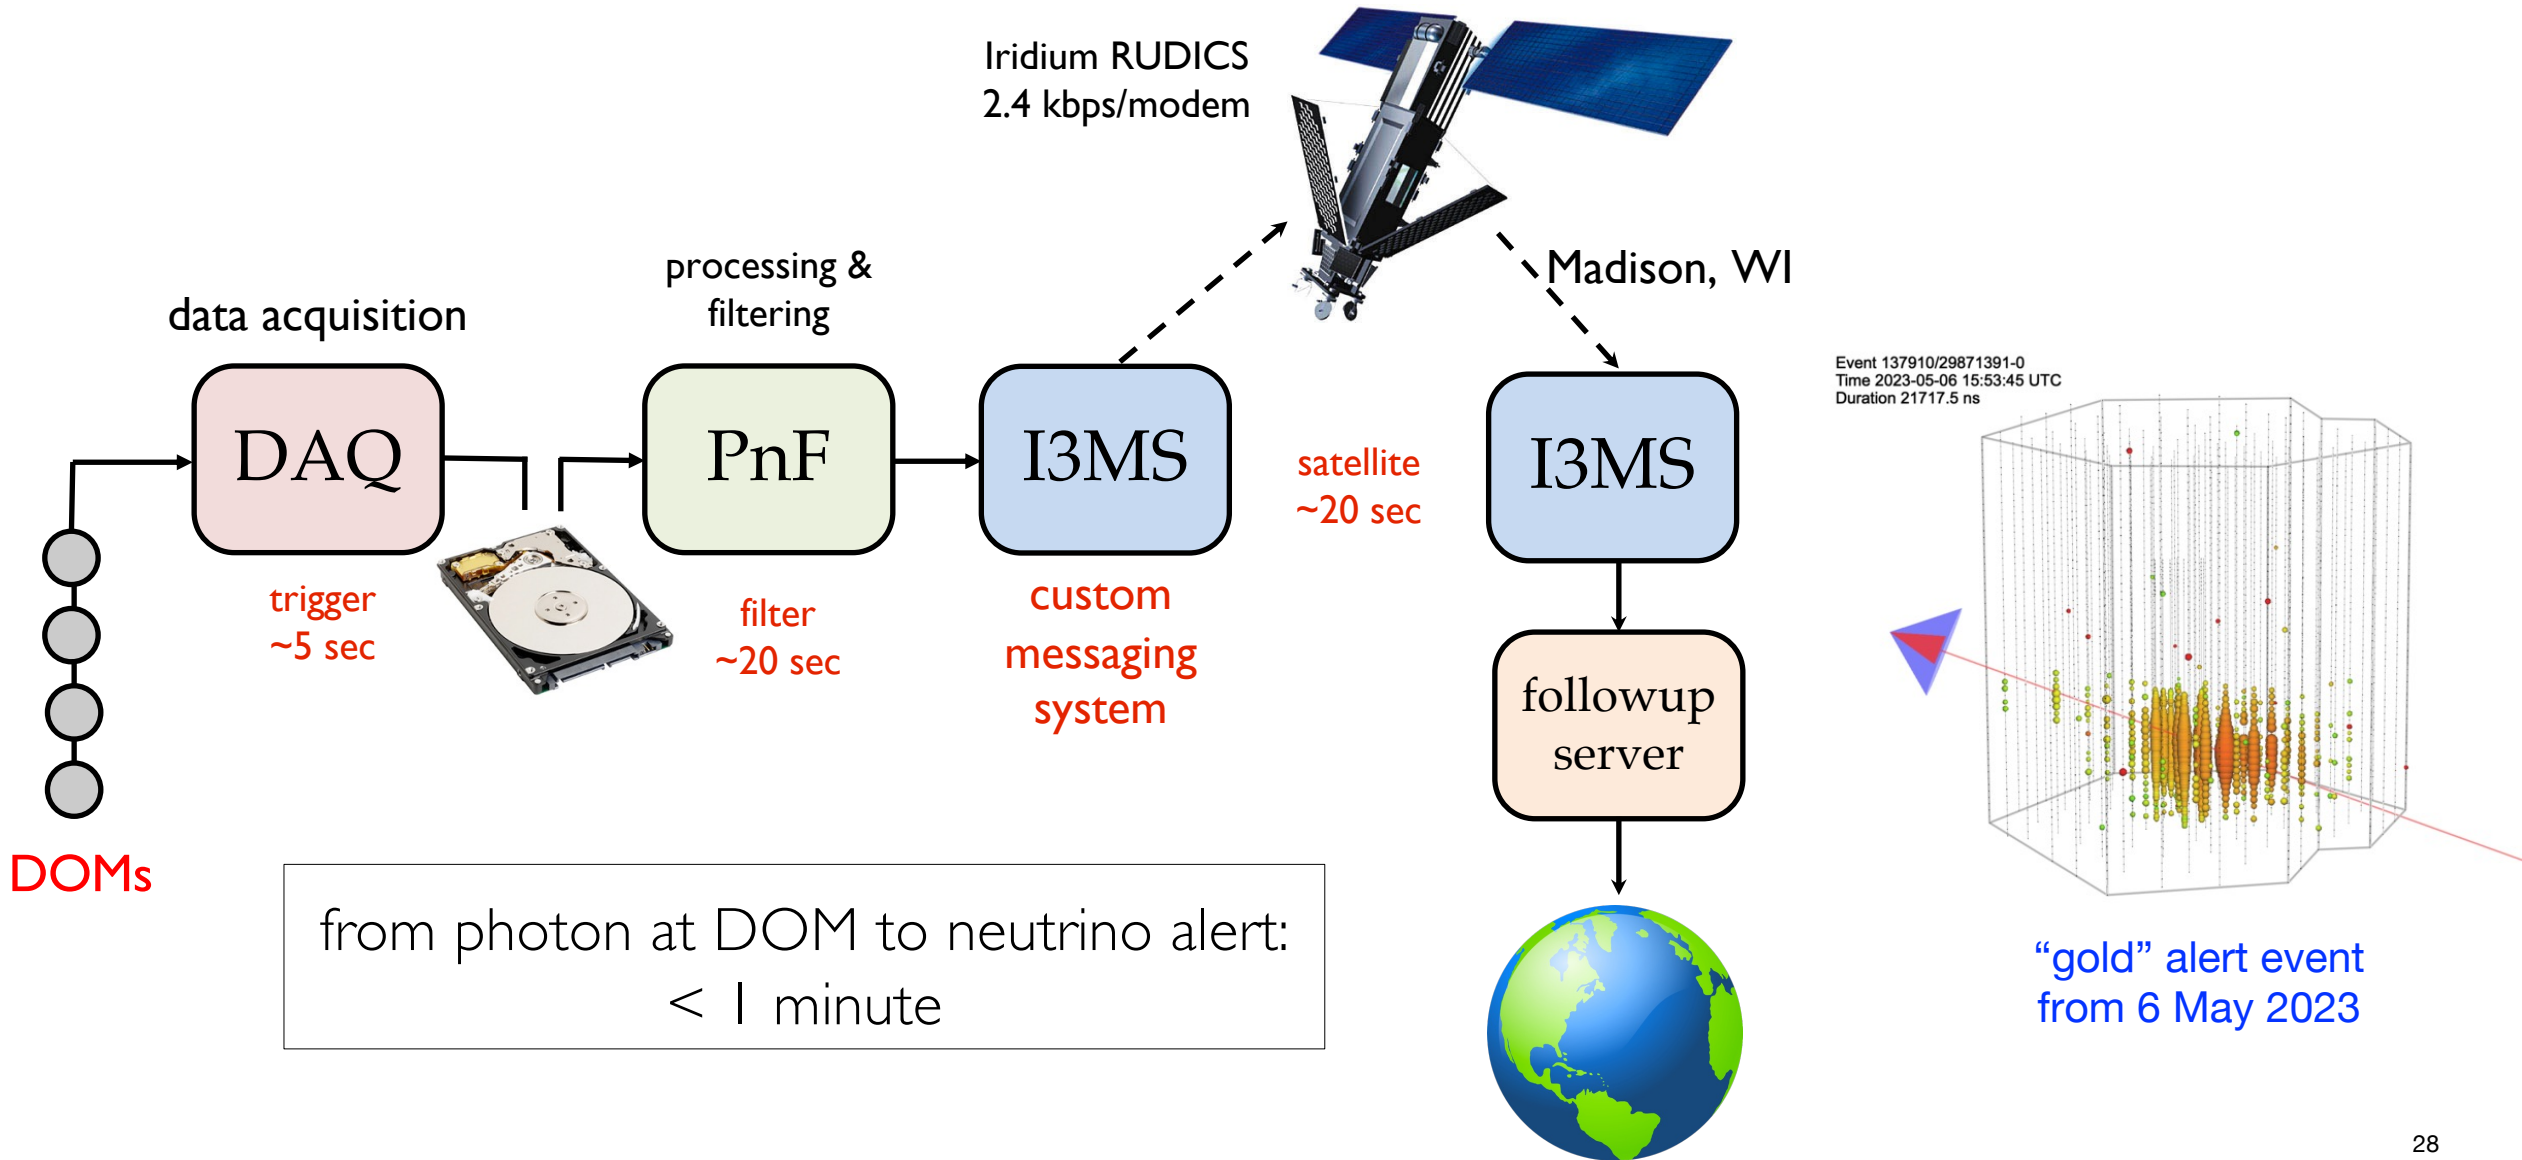 Iridium RUDICS
2.4 kbps/modem
data acquisition
processing &
filtering
Madison, WI
DAQ
PnF
I3MS
I3MS
trigger
~5 sec
filter
~20 sec
custom
messaging
system
satellite
~20 sec
followup
server
DOMs
from photon at DOM to neutrino alert:
< 1 minute
Event 137910/29871391-0
Time 2023-05-06 15:53:45 UTC
Duration 21717.5 ns
“gold” alert event
from 6 May 2023
28